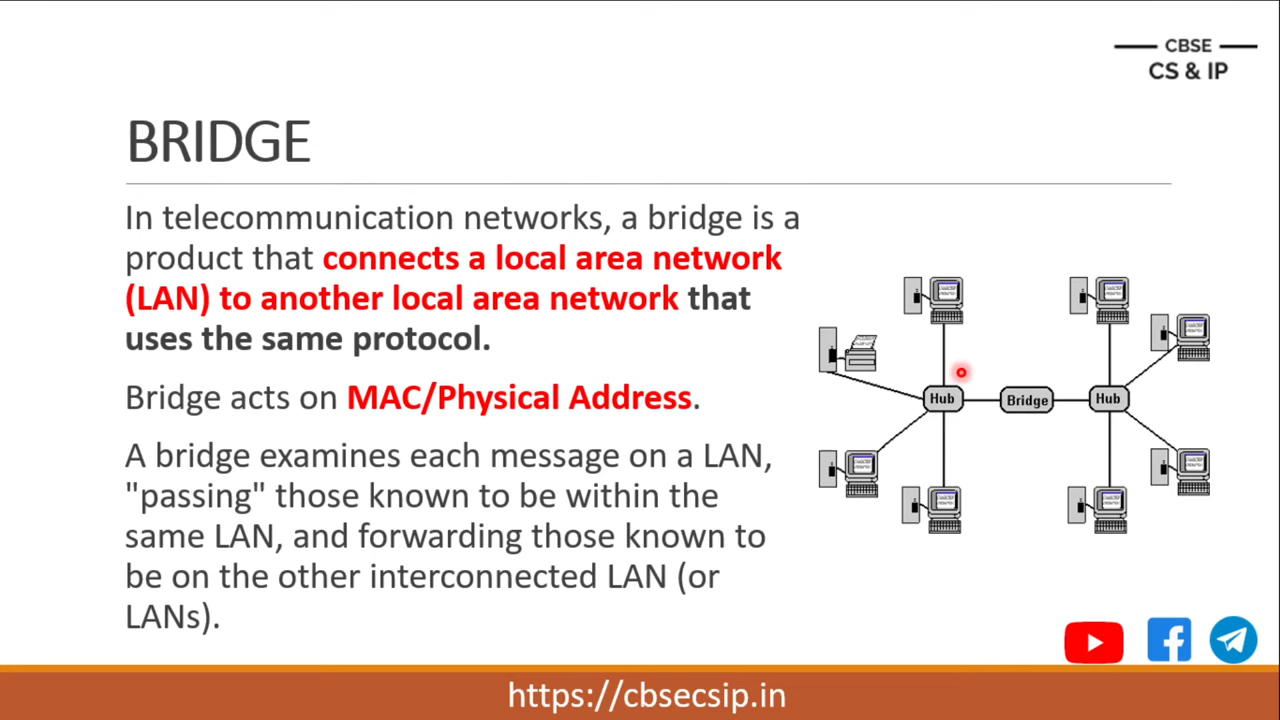 CBSE
CS & IP
BRIDGE
In telecommunication networks, a bridge is a
product that connects a local area network
(LAN) to another local area network that
uses the same protocol.
Bridge acts on MAC/Physical Address.
A bridge examines each message on a LAN,
"passing" those known to be within the
same LAN, and forwarding those known to
be on the other interconnected LAN (or
LANs).
Hub
Bridge
Hub
https://cbsecsip.in